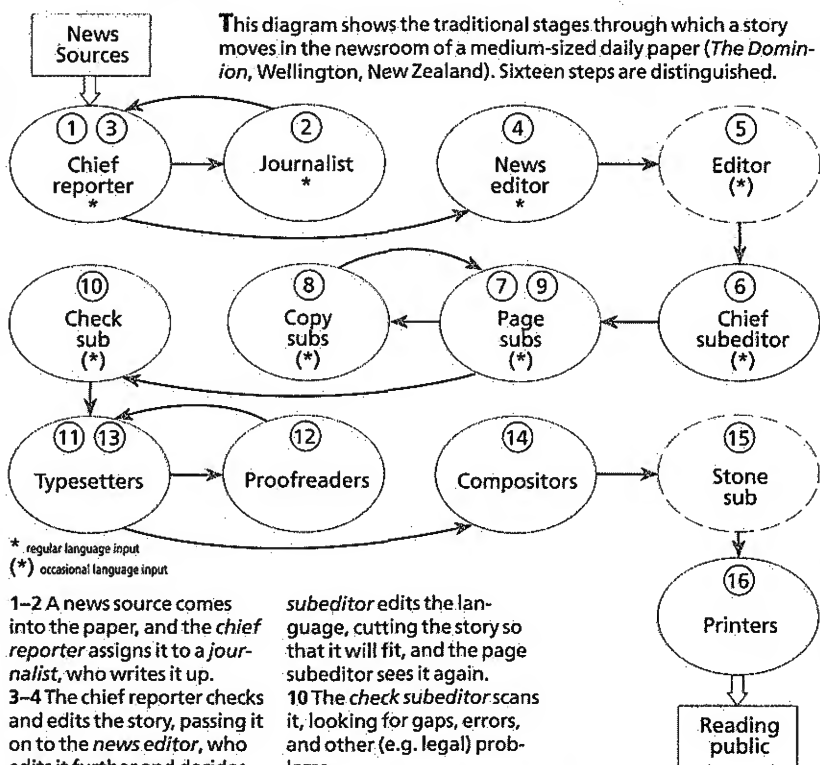 News
Sources
This diagram shows the traditional stages through which a story
moves in the newsroom of a medium-sized daily paper (The Domin-
ion, Wellington, New Zealand). Sixteen steps are distinguished.
1 3
Chief
reporter
*
2
Journalist
*
4
News
editor
*
5
Editor
(*)
10
Check
sub
(*)
8
Copy
subs
(*)
7 9
Page
subs
(*)
6
Chief
subeditor
(*)
11 13
Typesetters
12
Proofreaders
14
Compositors
15
Stone
sub
* regular language input
(*) occasional language input
16
Printers
Reading
public
1–2 A news source comes
into the paper, and the chief
reporter assigns it to a jour-
nalist, who writes it up.
3–4 The chief reporter checks
and edits the story, passing it
on to the news editor, who
subeditor edits the lan-
guage, cutting the story so
that it will fit, and the page
subeditor sees it again.
10 The check subeditor scans
it, looking for gaps, errors,
and other (e.g. legal) prob-